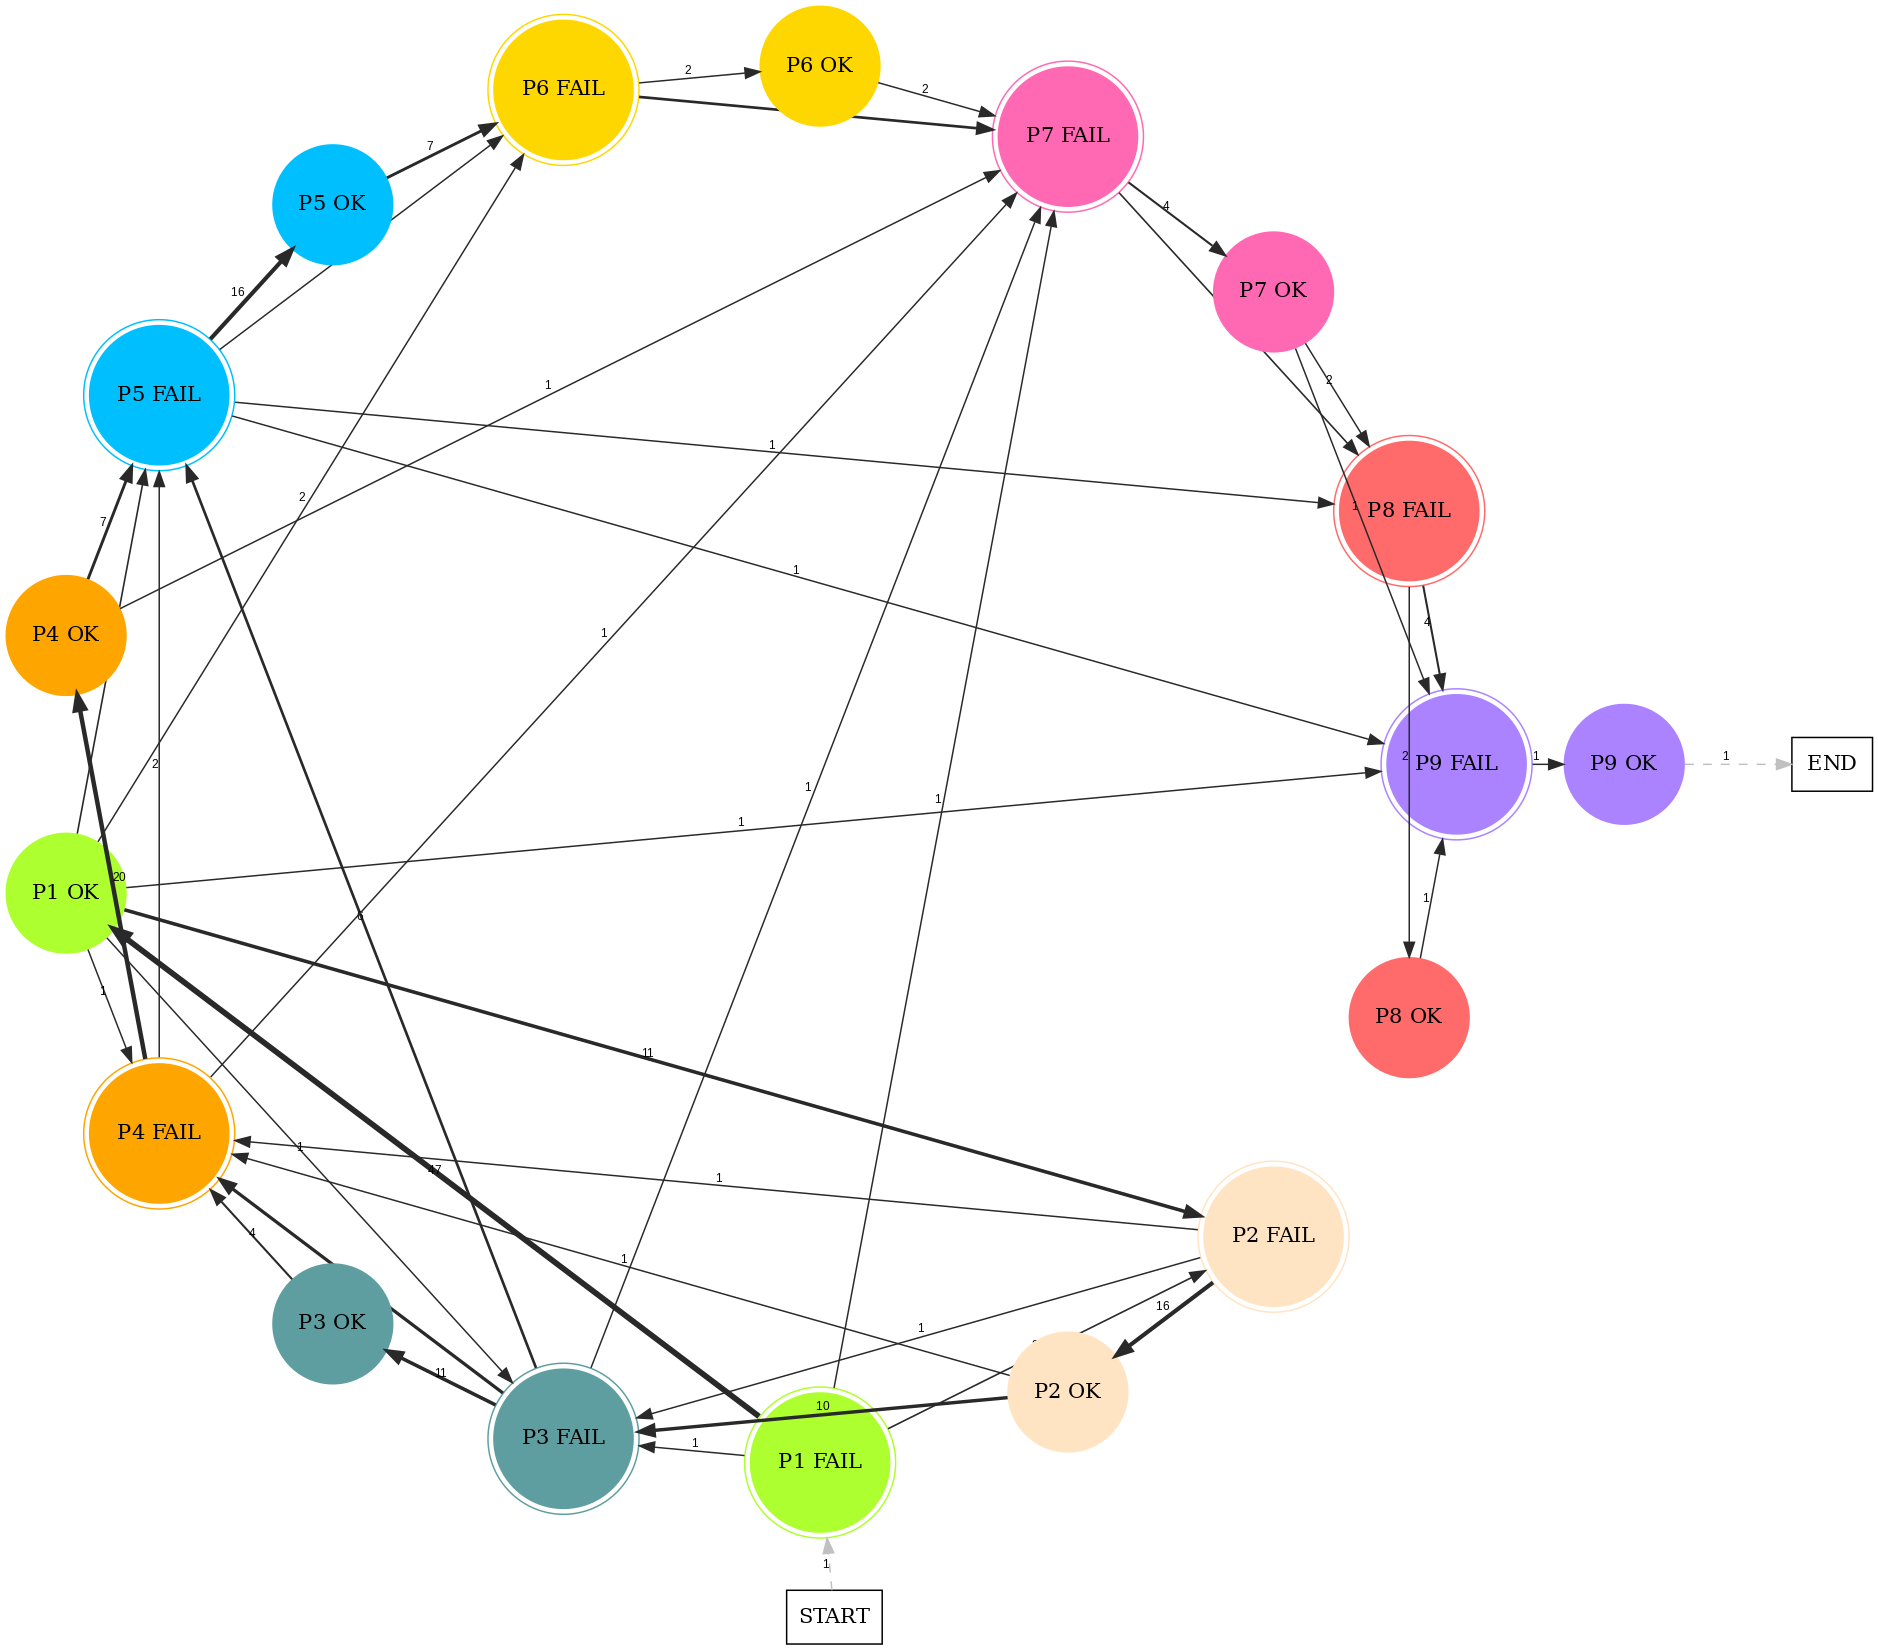 P6 OK
P6 FAIL
2
2
P7 FAIL
7
P5 OK
4
P7 OK
16
2
1
P5 FAIL
1
2
1
P8 FAIL
7
1
4
P4 OK
1
2
2
P9 FAIL
1
P9 OK
1
END
1
1
1
20
P1 OK
1
6
1
P8 OK
11
P4 FAIL
1
47
1
4
1
P2 FAIL
16
P3 OK
1
11
P2 OK
10
P3 FAIL
1
P1 FAIL
1
START